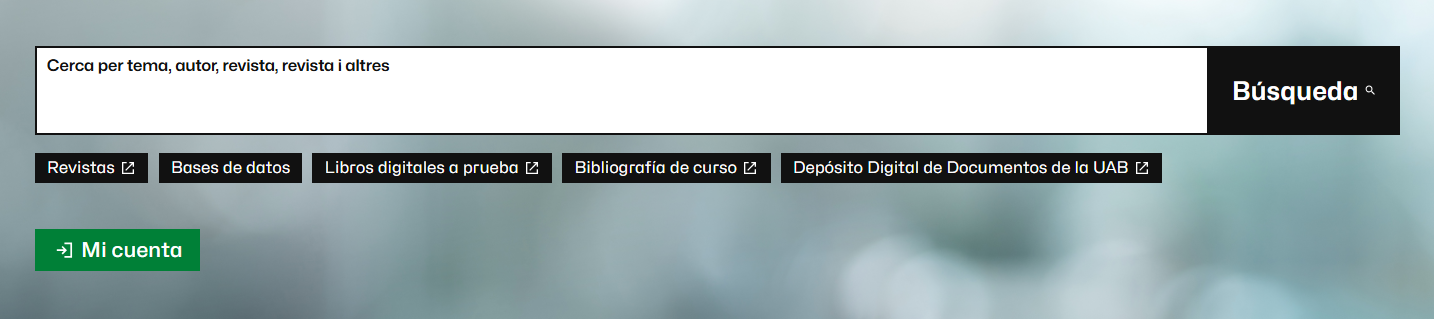 Cerca per tema, autor, revista, revista i altres
Búsqueda
Revistas Bases de datos Libros digitales a prueba Bibliografía de curso Depósito Digital de Documentos de la UAB
Mi cuenta